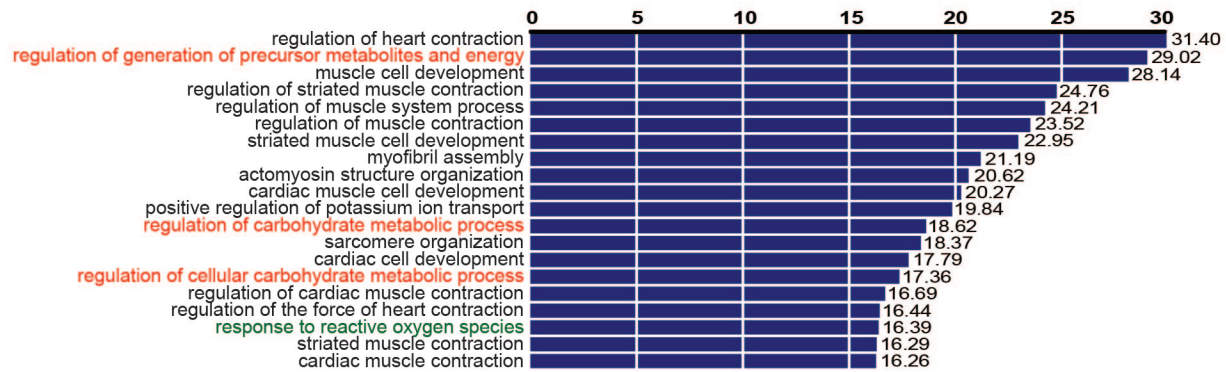 0 5 10 15 20 25 30
regulation of heart contraction 31.40
regulation of generation of precursor metabolites and energy 29.02
muscle cell development 28.14
regulation of striated muscle contraction 24.76
regulation of muscle system process 24.21
regulation of muscle contraction 23.52
striated muscle cell development 22.95
myofibril assembly 21.19
actomyosin structure organization 20.62
cardiac muscle cell development 20.27
positive regulation of potassium ion transport 19.84
regulation of carbohydrate metabolic process 18.62
sarcomere organization 18.37
cardiac cell development 17.79
regulation of cellular carbohydrate metabolic process 17.36
regulation of cardiac muscle contraction 16.69
regulation of the force of heart contraction 16.44
response to reactive oxygen species 16.39
striated muscle contraction 16.29
cardiac muscle contraction 16.26